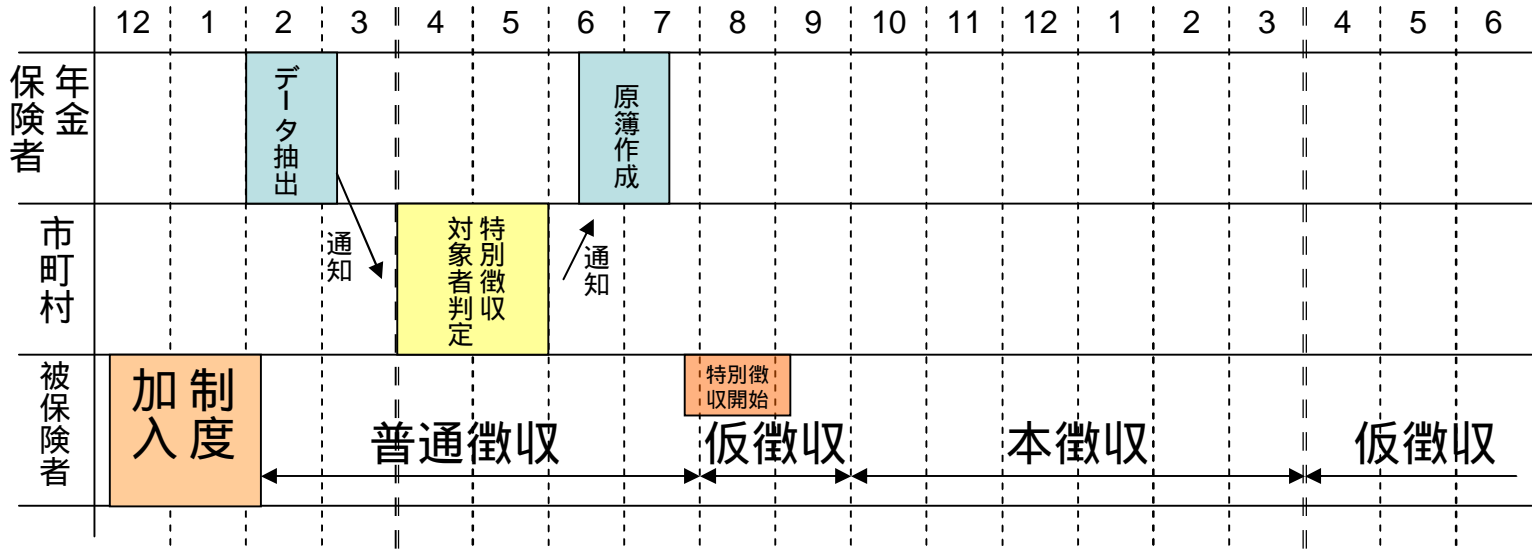 12 1 2 3 4 5 6 7 8 9 10 11 12 1 2 3 4 5 6
年金
保険者
データ抽出
原簿作成
市町村
通知
特別徴収
対象者判定
通知
被保険者
制度
加入
特別徴
収開始
普通徴収
仮徴収
本徴収
仮徴収